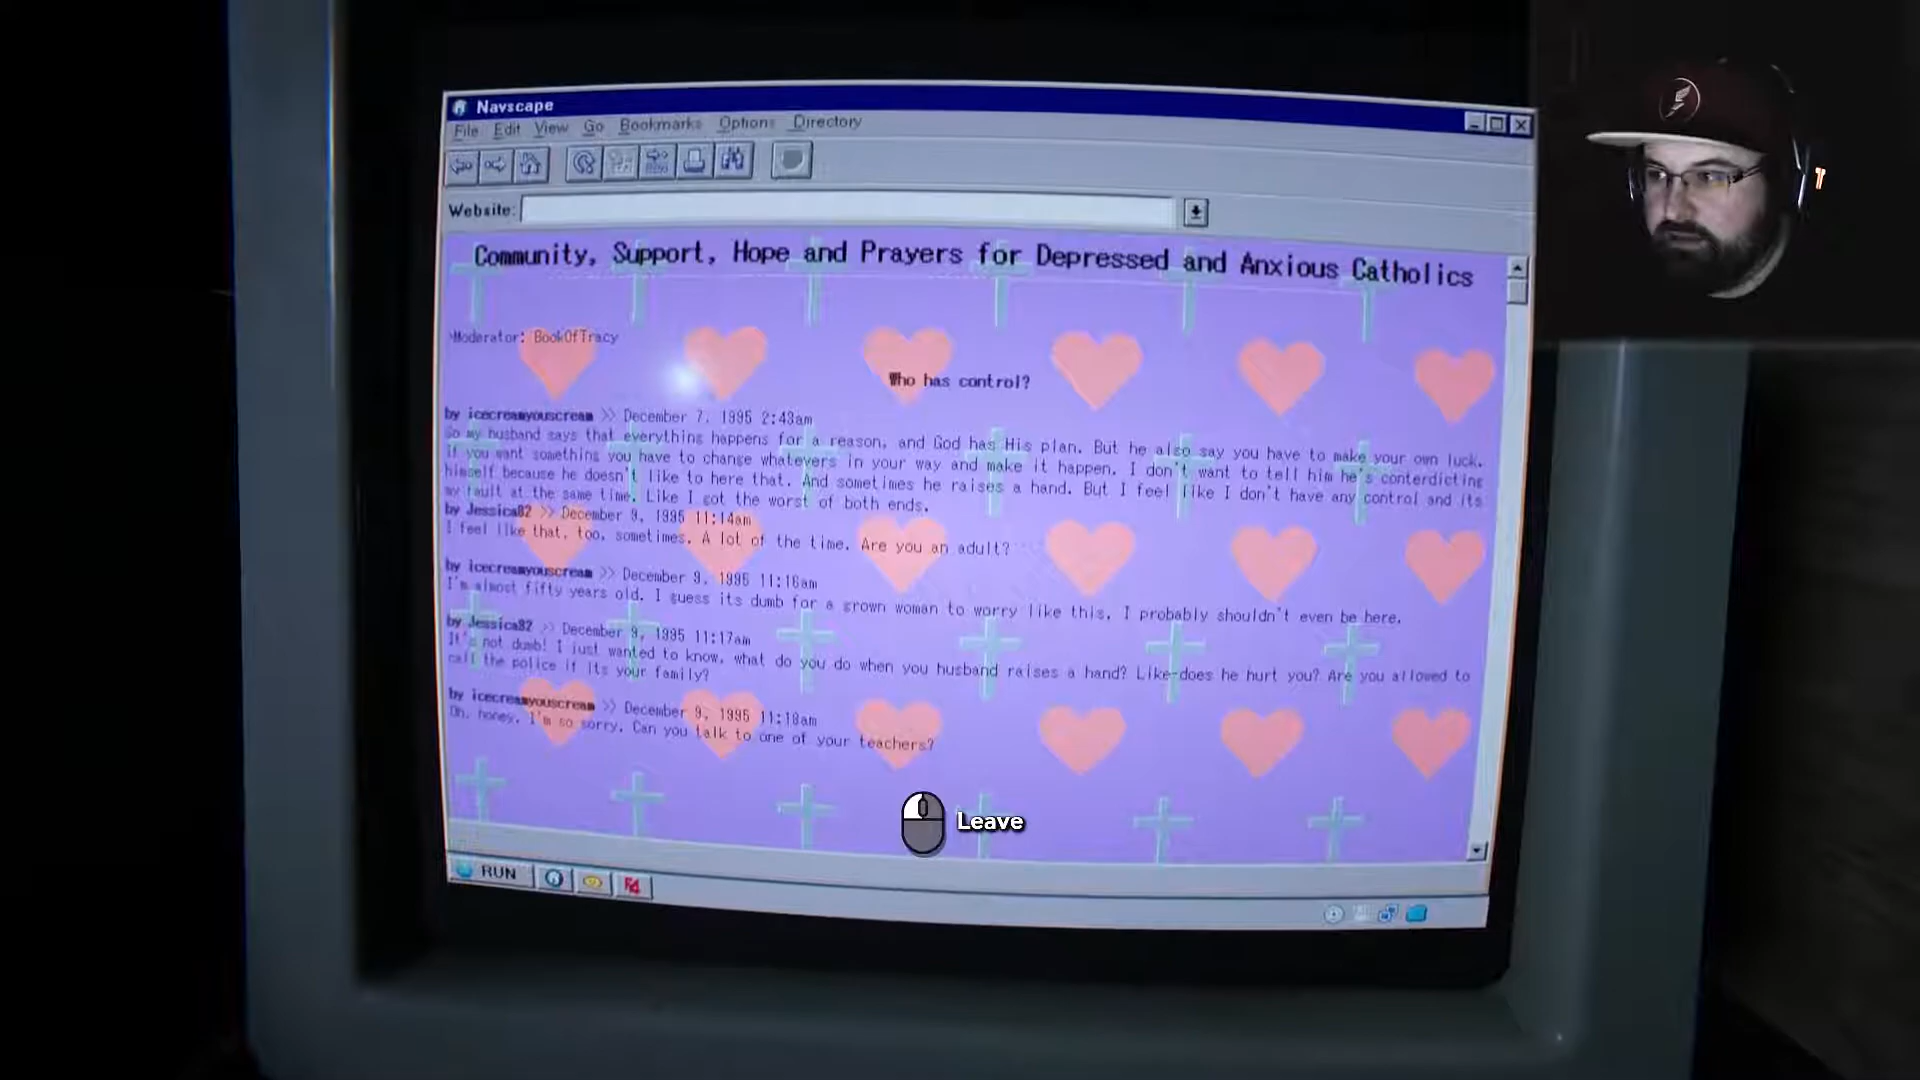 Navscape
File Edit View Go Bookmarks Options Directory
Website:
Community, Support, Hope and Prayers for Depressed and Anxious Catholics
Moderator: BookOfTracy
Who has control?
by icecreamyouscream >> December 7, 1995 2:43am
So my husband says that everything happens for a reason, and God has His plan. But he also say you have to make your own luck.
If you want something you have to change whatevers in your way and make it happen. I don't want to tell him he's conterdicting
himself because he doesn't like to here that. And sometimes he raises a hand. But I feel like I don't have any control and its
my fault at the same time. Like I got the worst of both ends.
by Jessica82 >> December 9, 1995 11:14am
I feel like that, too, sometimes. A lot of the time. Are you an adult?
by icecreamyouscream >> December 9, 1995 11:16am
I'm almost fifty years old. I guess its dumb for a grown woman to worry like this. I probably shouldn't even be here.
by Jessica82 >> December 9, 1995 11:17am
It's not dumb! I just wanted to know, what do you do when you husband raises a hand? Like-does he hurt you? Are you allowed to
call the police if its your family?
by icecreamyouscream >> December 9, 1995 11:18am
Oh, honey, I'm so sorry. Can you talk to one of your teachers?
Leave
RUN